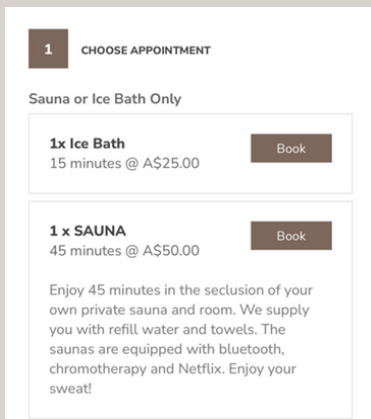 1 CHOOSE APPOINTMENT
Sauna or Ice Bath Only
1x Ice Bath
Book
15 minutes @ A$25.00
1 x SAUNA
Book
45 minutes @ A$50.00
Enjoy 45 minutes in the seclusion of your
own private sauna and room. We supply
you with refill water and towels. The
saunas are equipped with bluetooth,
chromotherapy and Netflix. Enjoy your
sweat!